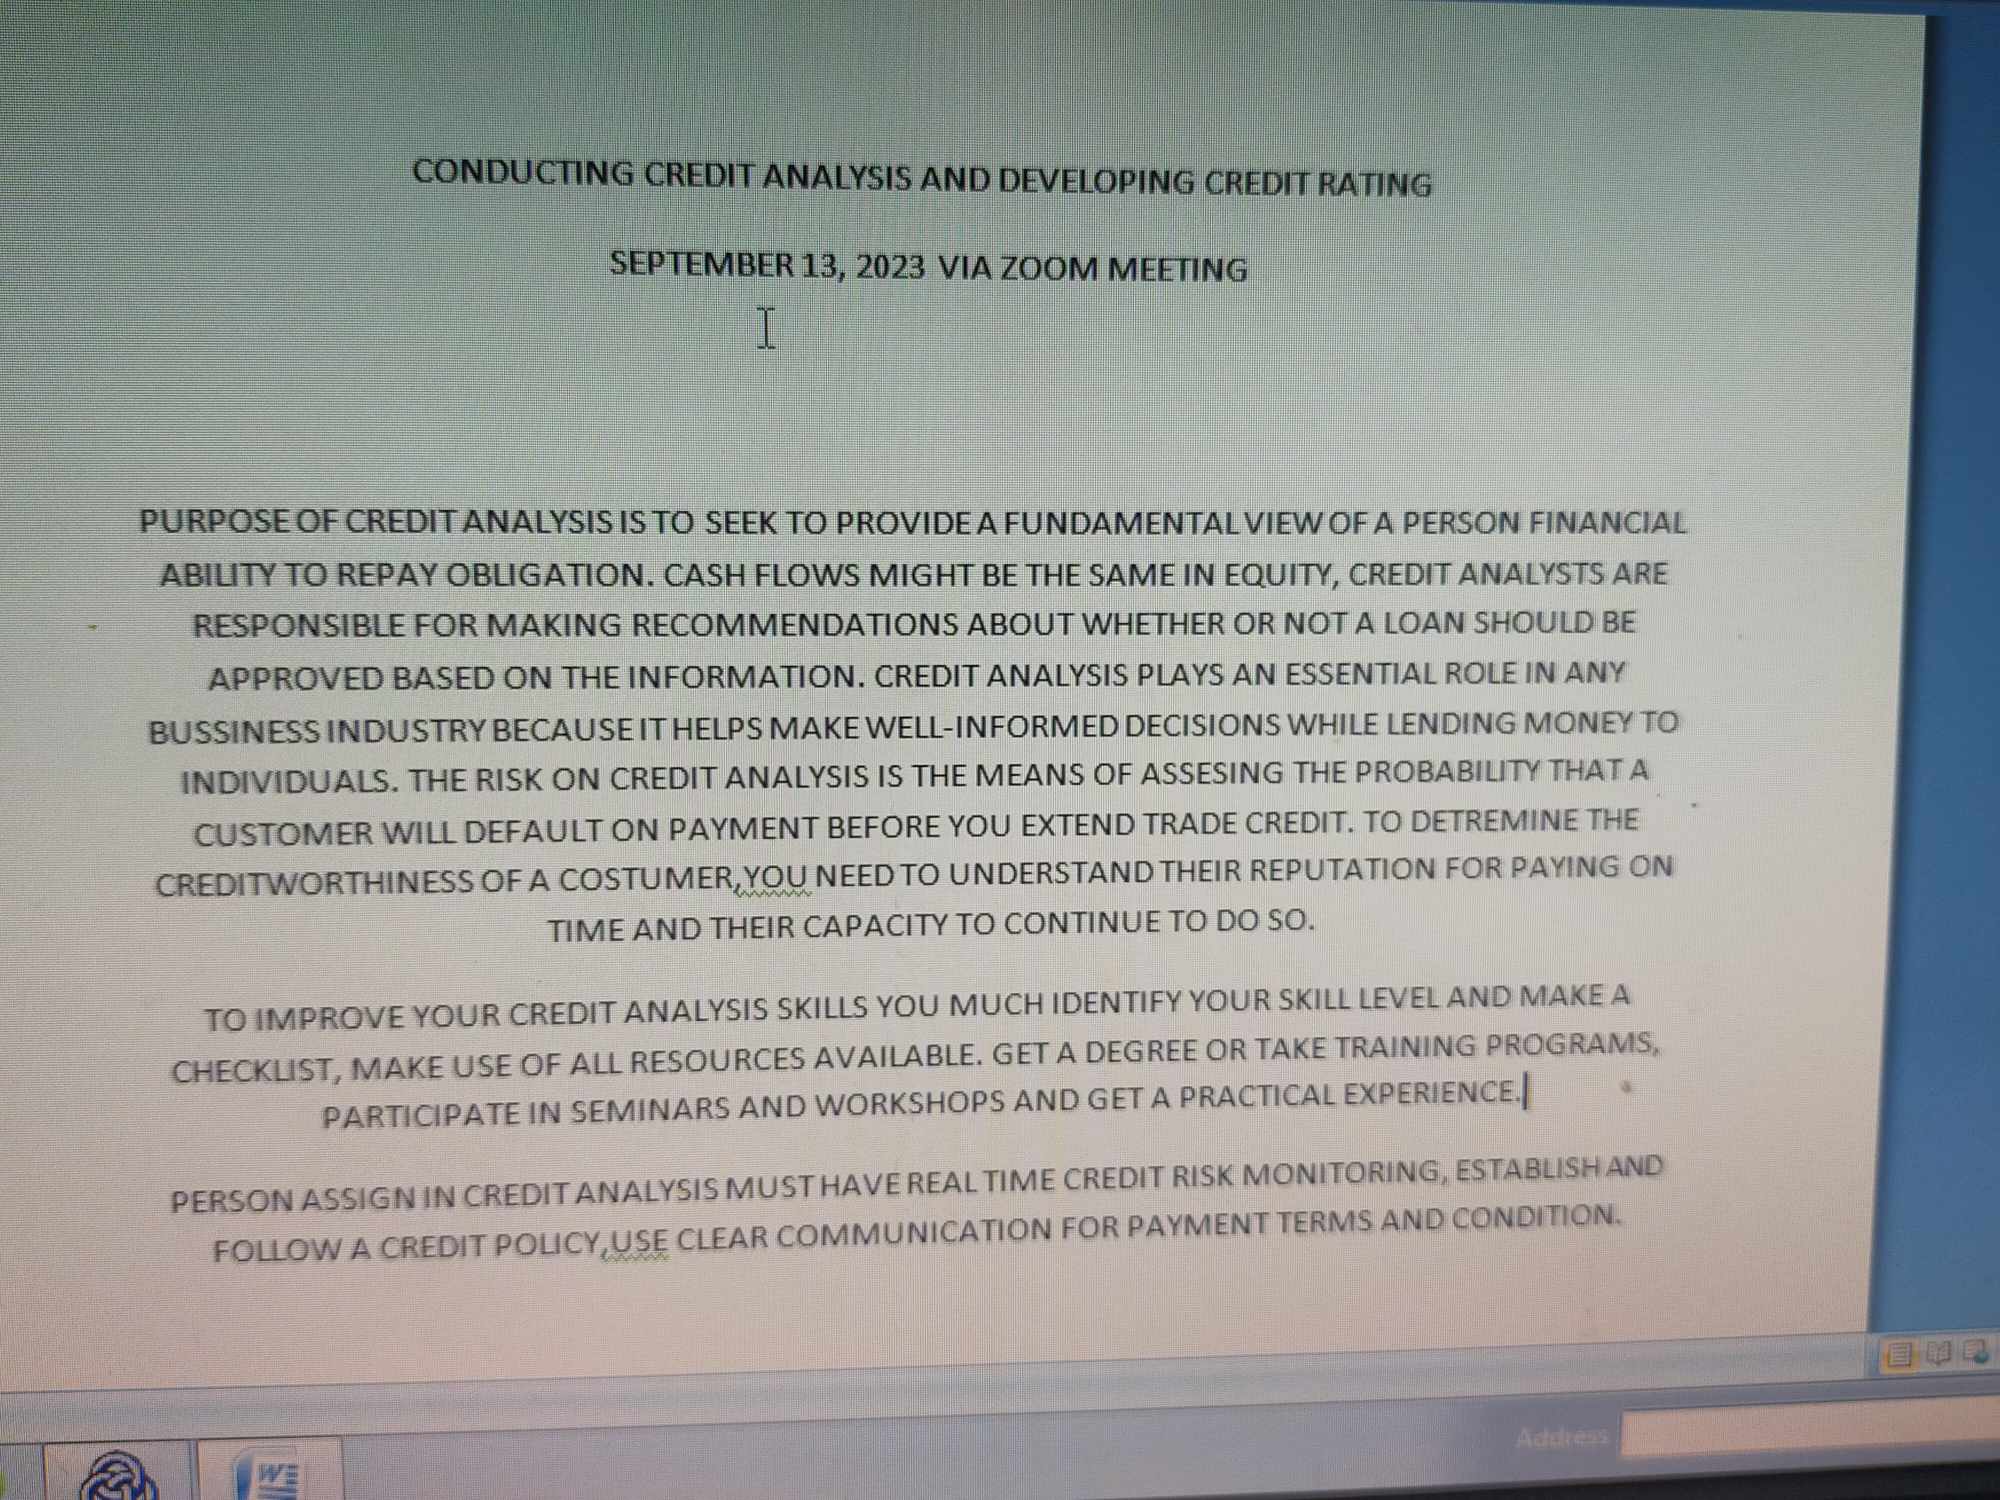 CONDUCTING CREDIT ANALYSIS AND DEVELOPING CREDIT RATING
SEPTEMBER 13, 2023 VIA ZOOM MEETING
PURPOSE OF CREDIT ANALYSIS IS TO SEEK TO PROVIDE A FUNDAMENTAL VIEW OF A PERSON FINANCIAL
ABILITY TO REPAY OBLIGATION. CASH FLOWS MIGHT BE THE SAME IN EQUITY, CREDIT ANALYSTS ARE
RESPONSIBLE FOR MAKING RECOMMENDATIONS ABOUT WHETHER OR NOT A LOAN SHOULD BE
APPROVED BASED ON THE INFORMATION. CREDIT ANALYSIS PLAYS AN ESSENTIAL ROLE IN ANY
BUSSINESS INDUSTRY BECAUSE IT HELPS MAKE WELL-INFORMED DECISIONS WHILE LENDING MONEY TO
INDIVIDUALS. THE RISK ON CREDIT ANALYSIS IS THE MEANS OF ASSESING THE PROBABILITY THAT A
CUSTOMER WILL DEFAULT ON PAYMENT BEFORE YOU EXTEND TRADE CREDIT. TO DETREMINE THE
CREDITWORTHINESS OF A COSTUMER,YOU NEED TO UNDERSTAND THEIR REPUTATION FOR PAYING ON
TIME AND THEIR CAPACITY TO CONTINUE TO DO SO.
TO IMPROVE YOUR CREDIT ANALYSIS SKILLS YOU MUCH IDENTIFY YOUR SKILL LEVEL AND MAKE A
CHECKLIST, MAKE USE OF ALL RESOURCES AVAILABLE. GET A DEGREE OR TAKE TRAINING PROGRAMS,
PARTICIPATE IN SEMINARS AND WORKSHOPS AND GET A PRACTICAL EXPERIENCE.
PERSON ASSIGN IN CREDIT ANALYSIS MUST HAVE REAL TIME CREDIT RISK MONITORING, ESTABLISH AND
FOLLOW A CREDIT POLICY,USE CLEAR COMMUNICATION FOR PAYMENT TERMS AND CONDITION.
Address
W